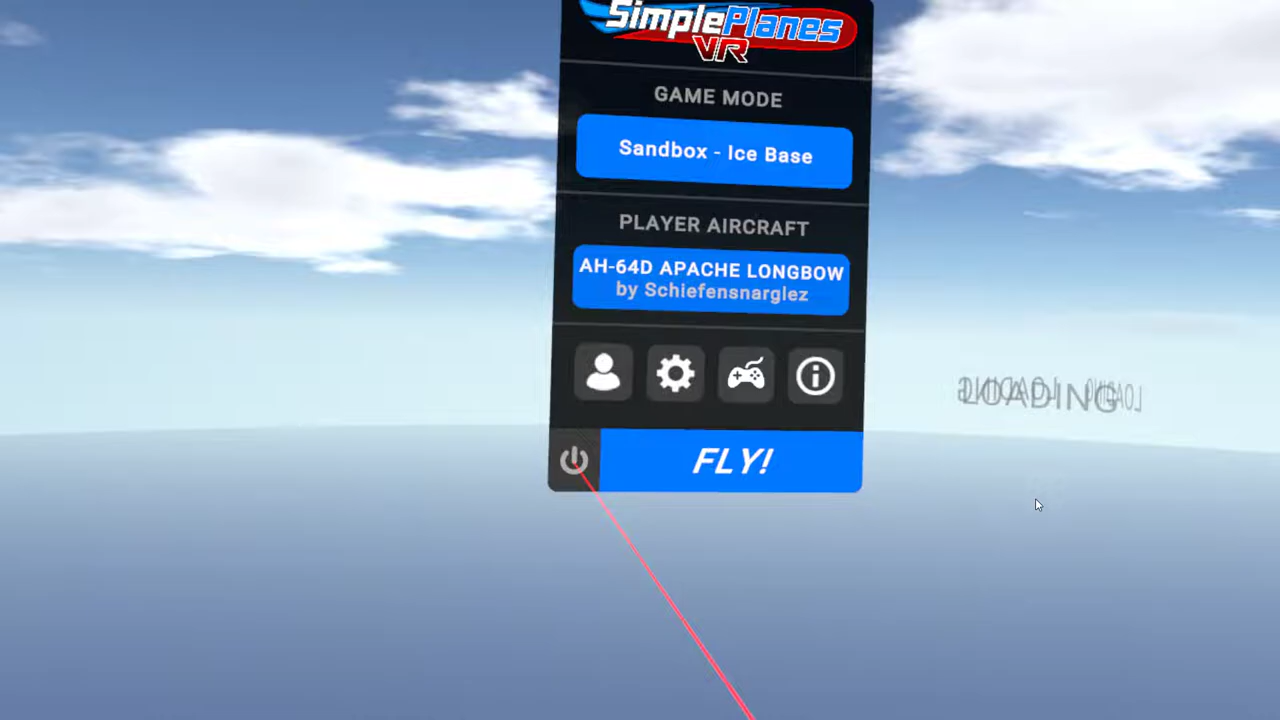 SimplePlanes
VR
GAME MODE
Sandbox - Ice Base
PLAYER AIRCRAFT
AH-64D APACHE LONGBOW
by Schiefensnarglez
LOADING
FLY!